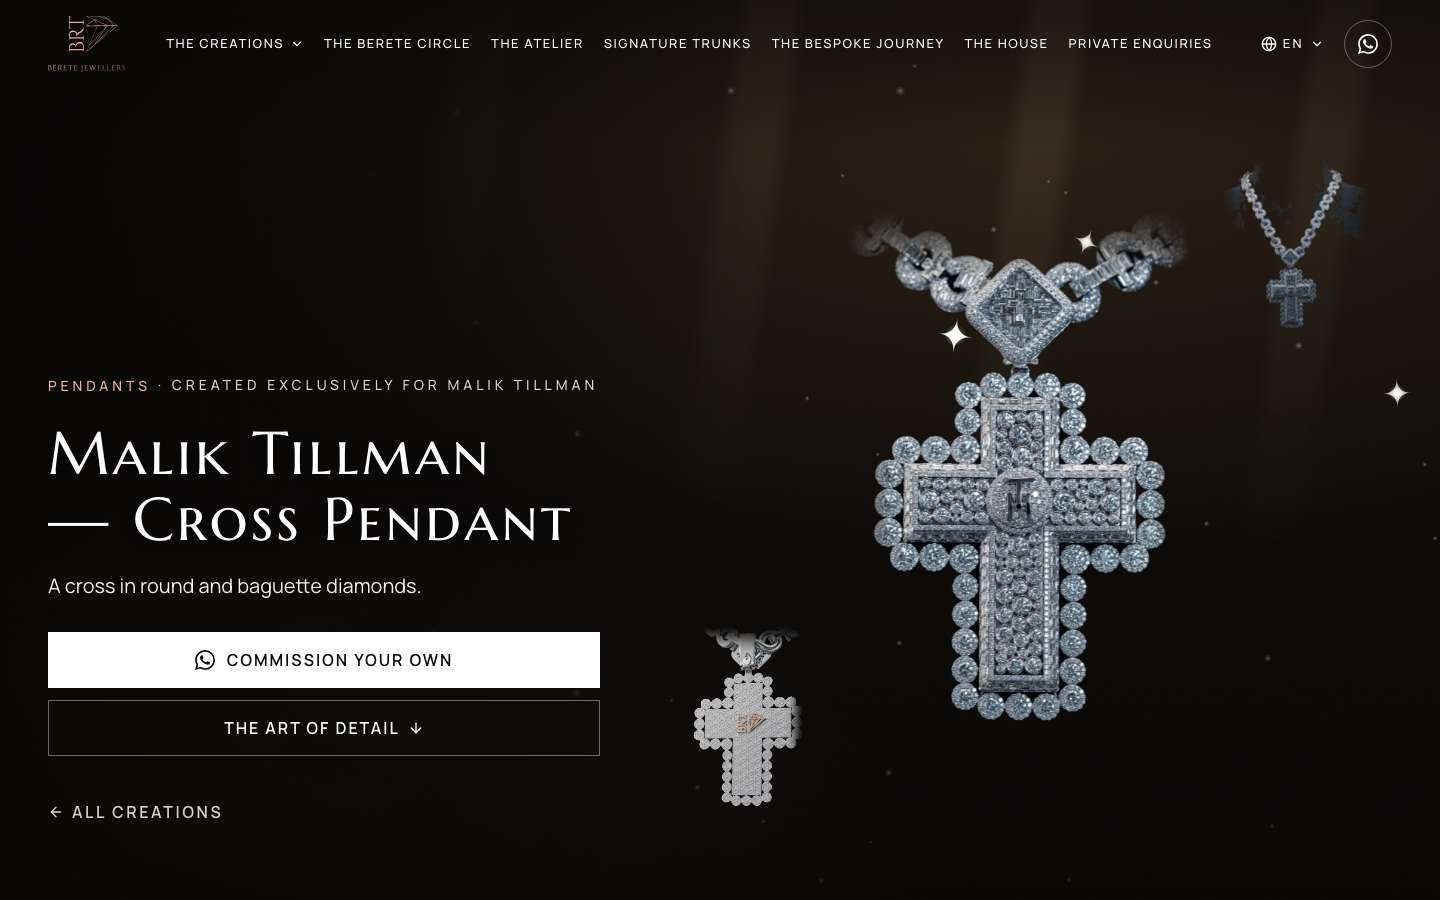 BRT
BERETE JEWELLERS
THE CREATIONS
THE BERETE CIRCLE
THE ATELIER
SIGNATURE TRUNKS
THE BESPOKE JOURNEY
THE HOUSE
PRIVATE ENQUIRIES
EN
PENDANTS · CREATED EXCLUSIVELY FOR MALIK TILLMAN
Malik Tillman
— Cross Pendant
A cross in round and baguette diamonds.
COMMISSION YOUR OWN
THE ART OF DETAIL ↓
← ALL CREATIONS